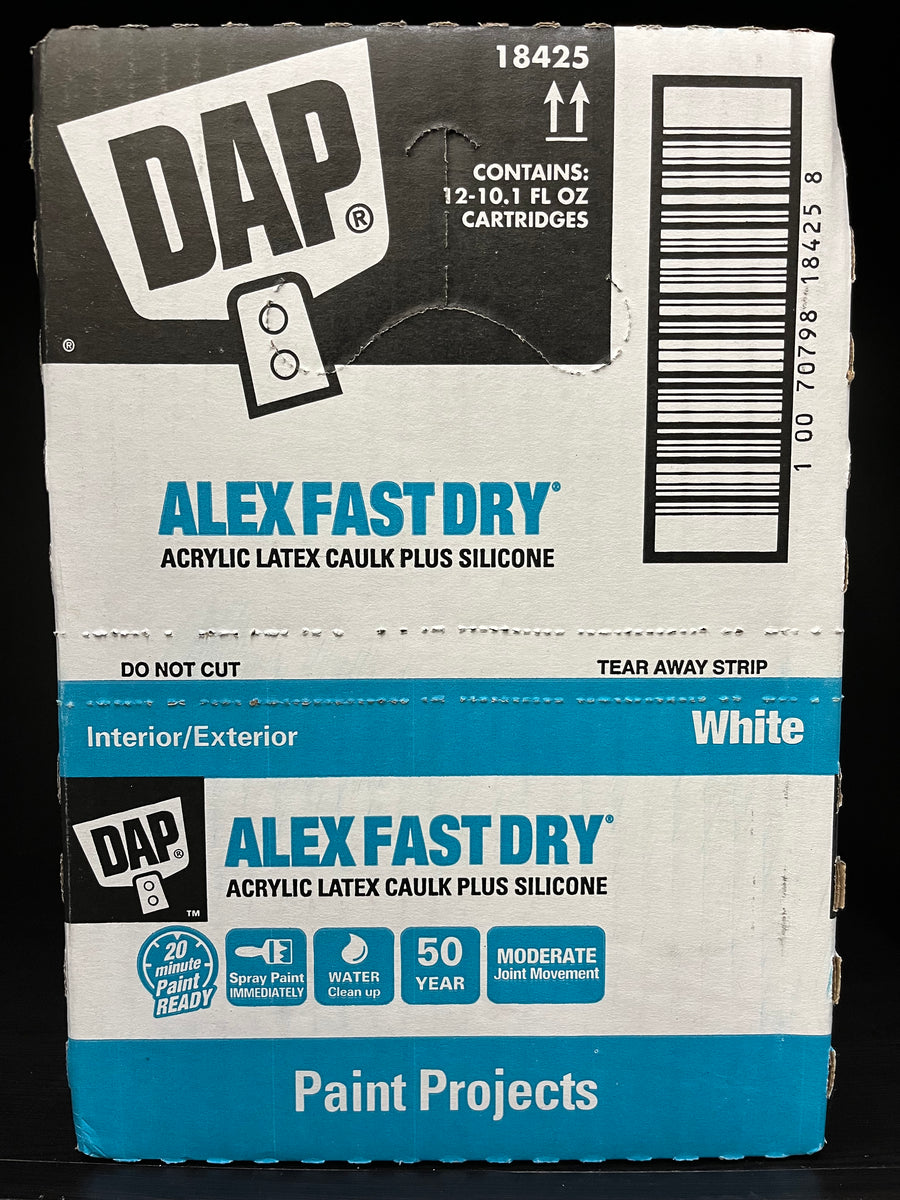 DAP®
®
18425
CONTAINS:
12-10.1 FL OZ
CARTRIDGES
1 00 70798 18425 8
ALEX FAST DRY®
ACRYLIC LATEX CAULK PLUS SILICONE
DO NOT CUT
TEAR AWAY STRIP
Interior/Exterior
White
DAP®
TM
ALEX FAST DRY®
ACRYLIC LATEX CAULK PLUS SILICONE
20
minute
Paint
READY
Spray Paint
IMMEDIATELY
WATER
Clean up
50
YEAR
MODERATE
Joint Movement
Paint Projects